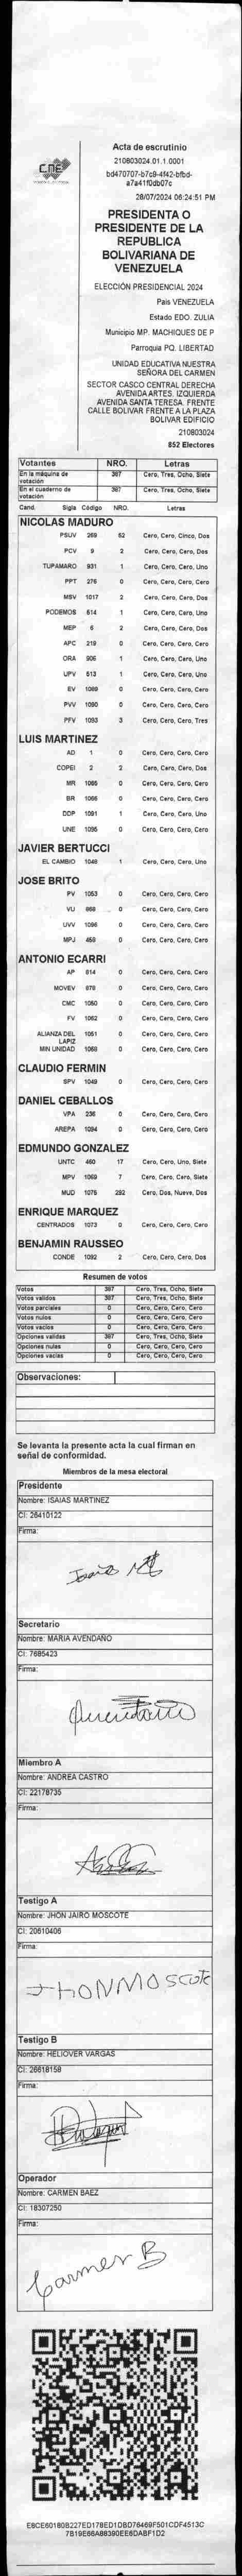 CNE
Acta de escrutinio
210803024.01.1.0001
bd470707-b7c9-4f42-bfbd-
a7a41f0db07c
28/07/2024 06:24:51 PM
PRESIDENTA O
PRESIDENTE DE LA
REPUBLICA
BOLIVARIANA DE
VENEZUELA
ELECCIÓN PRESIDENCIAL 2024
Pais VENEZUELA
Estado EDO. ZULIA
Municipio MP. MACHIQUES DE P
Parroquia PQ. LIBERTAD
UNIDAD EDUCATIVA NUESTRA
SEÑORA DEL CARMEN
SECTOR CASCO CENTRAL DERECHA
AVENIDA ARTES. IZQUIERDA
AVENIDA SANTA TERESA. FRENTE
CALLE BOLIVAR FRENTE A LA PLAZA
BOLIVAR EDIFICIO
210803024
852 Electores
Votantes NRO. Letras
En la máquina de votación 387 Cero, Tres, Ocho, Siete
En el cuaderno de votación 387 Cero, Tres, Ocho, Siete
Cand. Sigla Código NRO. Letras
NICOLAS MADURO
PSUV 269 52 Cero, Cero, Cinco, Dos
PCV 9 2 Cero, Cero, Cero, Dos
TUPAMARO 931 1 Cero, Cero, Cero, Uno
PPT 276 0 Cero, Cero, Cero, Cero
MSV 1017 2 Cero, Cero, Cero, Dos
PODEMOS 514 1 Cero, Cero, Cero, Uno
MEP 6 2 Cero, Cero, Cero, Dos
APC 219 0 Cero, Cero, Cero, Cero
ORA 906 1 Cero, Cero, Cero, Uno
UPV 513 1 Cero, Cero, Cero, Uno
EV 1089 0 Cero, Cero, Cero, Cero
PVV 1090 0 Cero, Cero, Cero, Cero
PFV 1093 3 Cero, Cero, Cero, Tres
LUIS MARTINEZ
AD 1 0 Cero, Cero, Cero, Cero
COPEI 2 2 Cero, Cero, Cero, Dos
MR 1065 0 Cero, Cero, Cero, Cero
BR 1066 0 Cero, Cero, Cero, Cero
DDP 1091 1 Cero, Cero, Cero, Uno
UNE 1095 0 Cero, Cero, Cero, Cero
JAVIER BERTUCCI
EL CAMBIO 1048 1 Cero, Cero, Cero, Uno
JOSE BRITO
PV 1053 0 Cero, Cero, Cero, Cero
VU 868 0 Cero, Cero, Cero, Cero
UVV 1096 0 Cero, Cero, Cero, Cero
MPJ 458 0 Cero, Cero, Cero, Cero
ANTONIO ECARRI
AP 814 0 Cero, Cero, Cero, Cero
MOVEV 878 0 Cero, Cero, Cero, Cero
CMC 1050 0 Cero, Cero, Cero, Cero
FV 1062 0 Cero, Cero, Cero, Cero
ALIANZA DEL LAPIZ 1051 0 Cero, Cero, Cero, Cero
MIN UNIDAD 1068 0 Cero, Cero, Cero, Cero
CLAUDIO FERMIN
SPV 1049 0 Cero, Cero, Cero, Cero
DANIEL CEBALLOS
VPA 236 0 Cero, Cero, Cero, Cero
AREPA 1094 0 Cero, Cero, Cero, Cero
EDMUNDO GONZALEZ
UNTC 460 17 Cero, Cero, Uno, Siete
MPV 1069 7 Cero, Cero, Cero, Siete
MUD 1075 292 Cero, Dos, Nueve, Dos
ENRIQUE MARQUEZ
CENTRADOS 1073 0 Cero, Cero, Cero, Cero
BENJAMIN RAUSSEO
CONDE 1092 2 Cero, Cero, Cero, Dos
Resumen de votos
Votos 387 Cero, Tres, Ocho, Siete
Votos validos 387 Cero, Tres, Ocho, Siete
Votos parciales 0 Cero, Cero, Cero, Cero
Votos nulos 0 Cero, Cero, Cero, Cero
Votos vacios 0 Cero, Cero, Cero, Cero
Opciones validas 387 Cero, Tres, Ocho, Siete
Opciones nulas 0 Cero, Cero, Cero, Cero
Opciones vacias 0 Cero, Cero, Cero, Cero
Observaciones:
Se levanta la presente acta la cual firman en
señal de conformidad.
Miembros de la mesa electoral
Presidente
Nombre: ISAIAS MARTINEZ
CI: 26410122
Firma:
Secretario
Nombre: MARIA AVENDAÑO
CI: 7685423
Firma:
Miembro A
Nombre: ANDREA CASTRO
CI: 22178735
Firma:
Testigo A
Nombre: JHON JAIRO MOSCOTE
CI: 20610406
Firma:
JHON MOSCOTE
Testigo B
Nombre: HELIOVER VARGAS
CI: 26618158
Firma:
Operador
Nombre: CARMEN BAEZ
CI: 18307250
Firma:
Carmen B